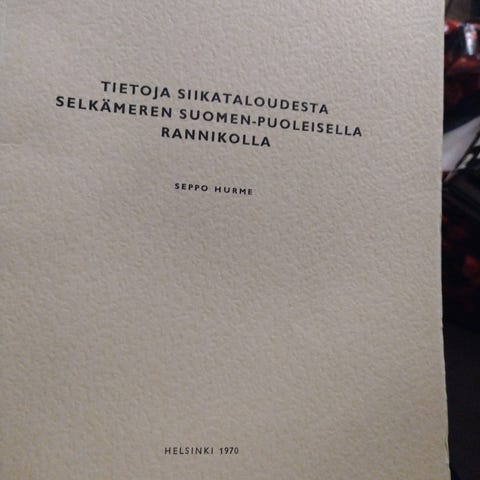 TIETOJA SIIKATALOUDESTA
SELKÄMEREN SUOMEN-PUOLEISELLA
RANNIKOLLA
SEPPO HURME
HELSINKI 1970